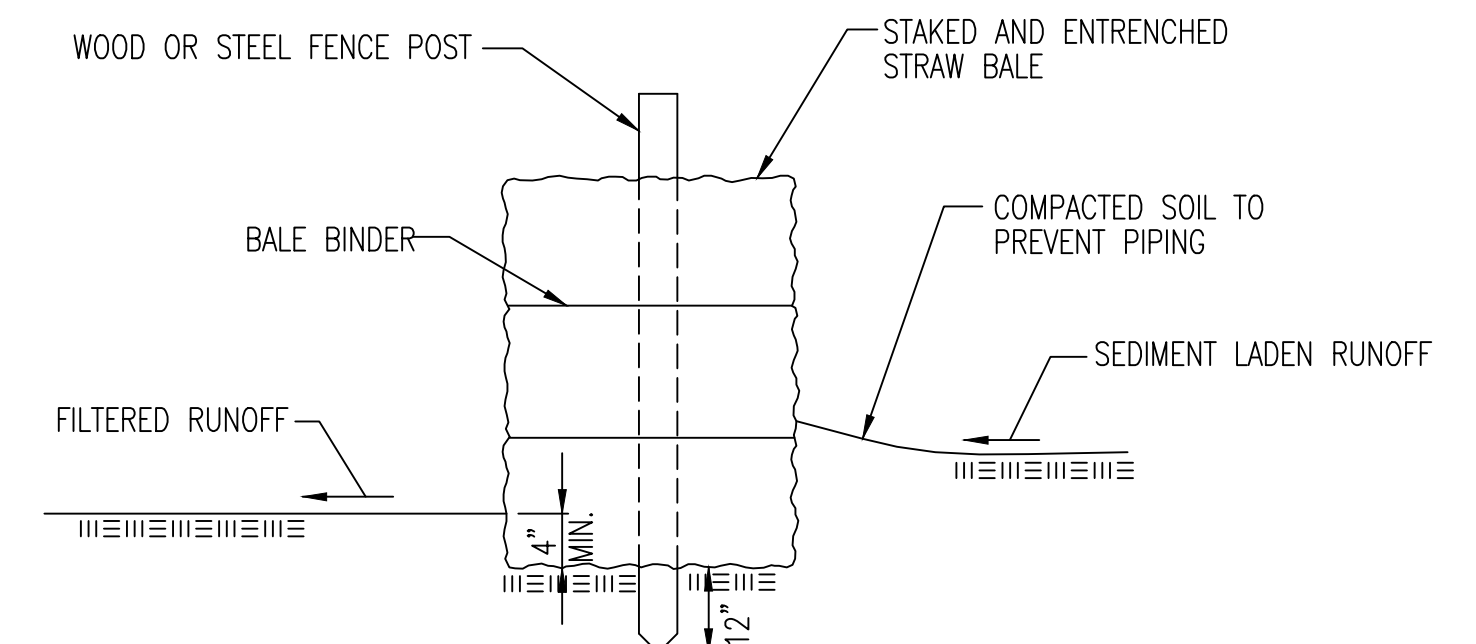 WOOD OR STEEL FENCE POST
STAKED AND ENTRENCHED
STRAW BALE
BALE BINDER
COMPACTED SOIL TO
PREVENT PIPING
SEDIMENT LADEN RUNOFF
FILTERED RUNOFF
4"
MIN.
12"